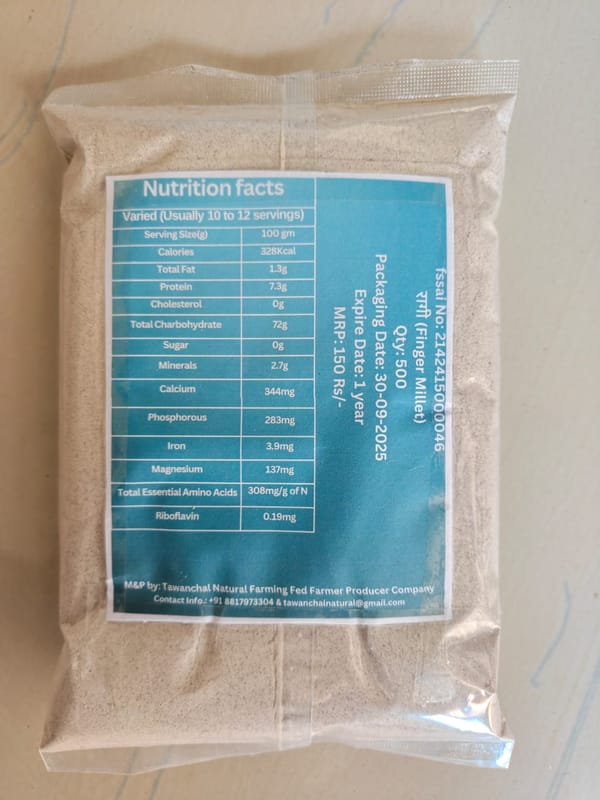 Nutrition facts
Varied (Usually 10 to 12 servings)
Serving Size(g) 100 gm
Calories 328Kcal
Total Fat 1.3g
Protein 7.3g
Cholesterol 0g
Total Charbohydrate 72g
Sugar 0g
Minerals 2.7g
Calcium 344mg
Phosphorous 283mg
Iron 3.9mg
Magnesium 137mg
Total Essential Amino Acids 308mg/g of N
Riboflavin 0.19mg
fssai No: 21424150000046
रागी (Finger Millet)
Qty: 500
Packaging Date: 30-09-2025
Expire Date: 1 year
MRP: 150 Rs/-
M&P by: Tawanchal Natural Farming Fed Farmer Producer Company
Contact Info.: +91 8817973304 & tawanchalnatural@gmail.com